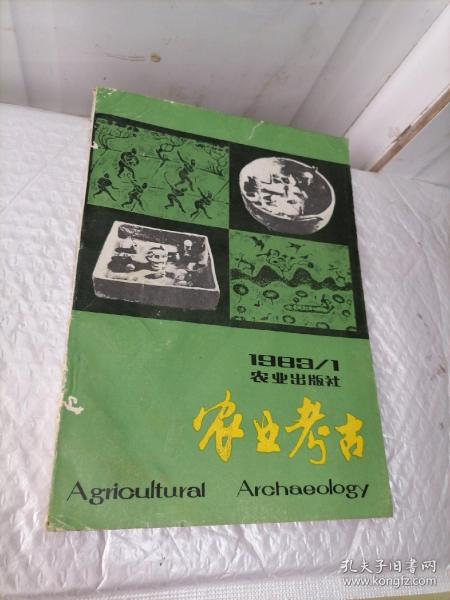 1983/1
农业出版社
农业考古
Agricultural Archaeology
孔夫子旧书网
www.kongfz.com